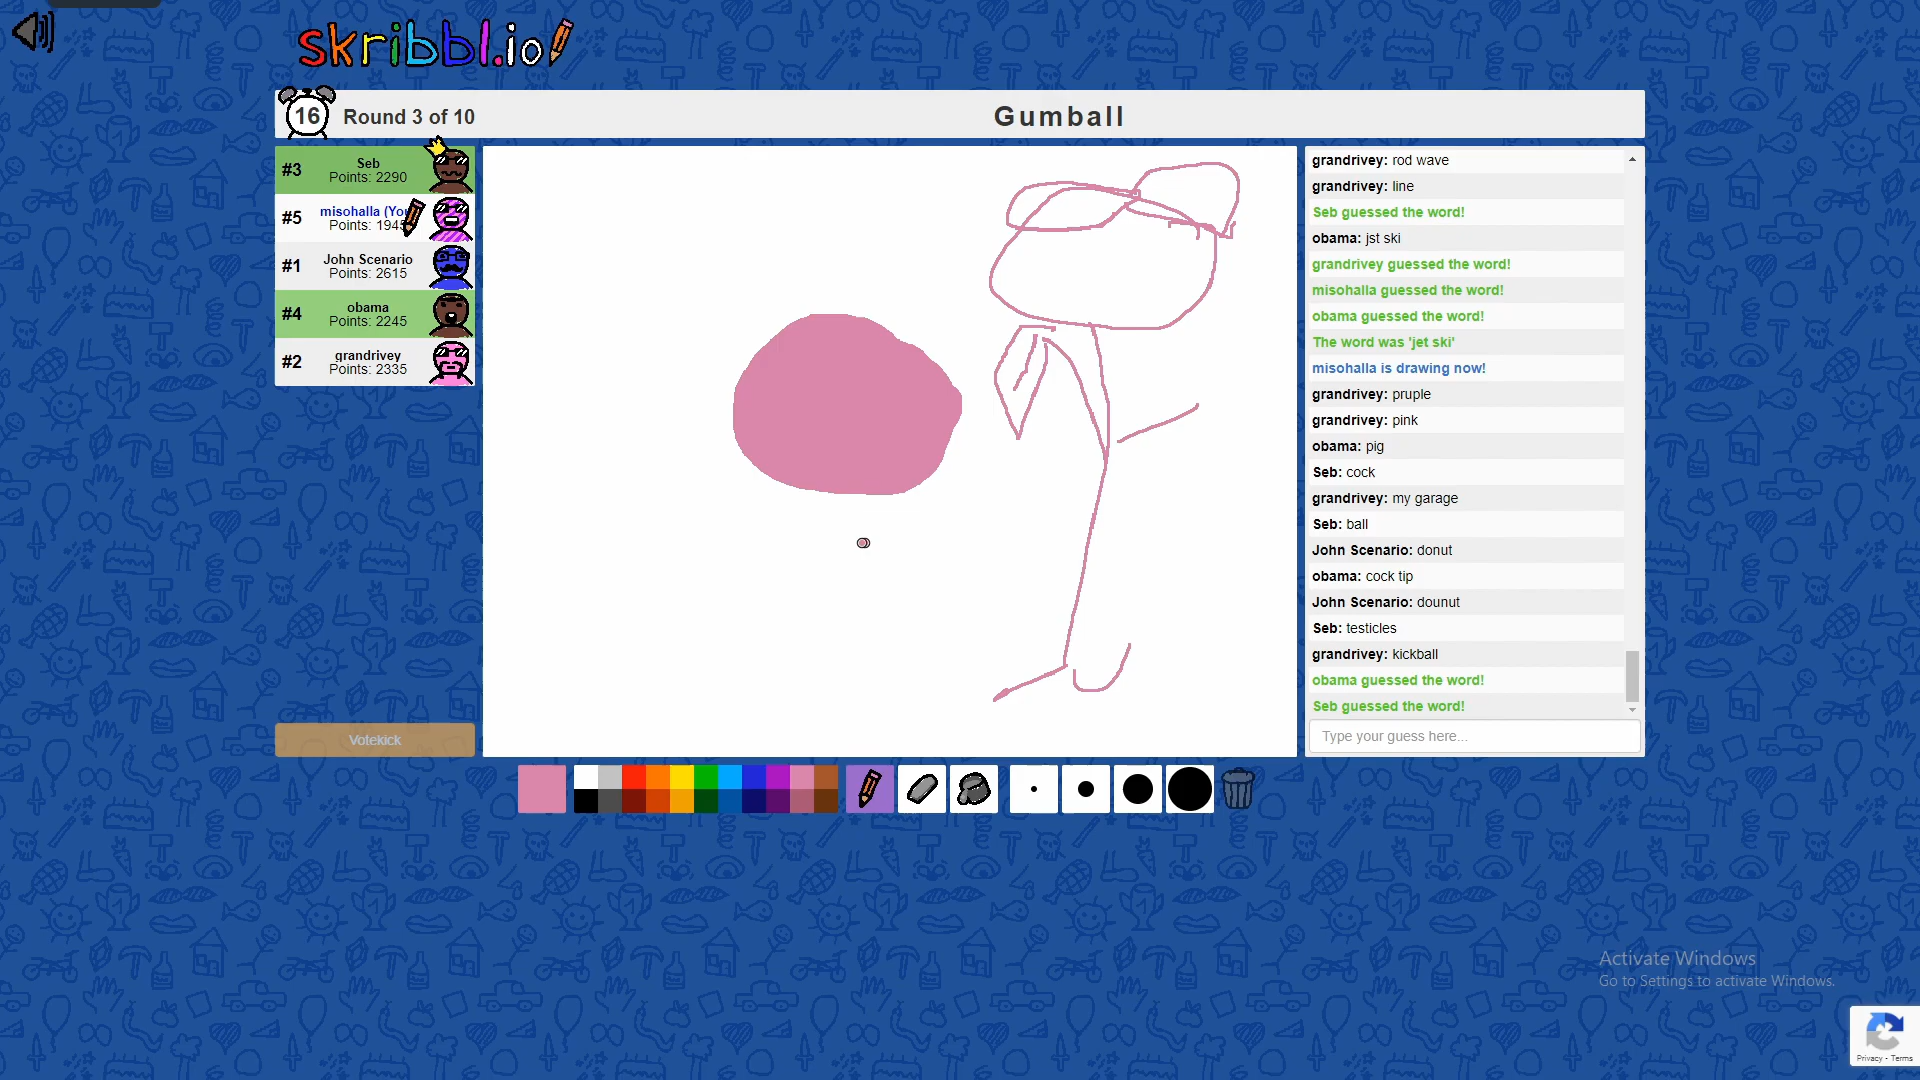 skribbl.io
16
Round 3 of 10
Gumball
#3
Seb
Points: 2290
#5
misohalla (You
Points: 1945
#1
John Scenario
Points: 2615
#4
obama
Points: 2245
#2
grandrivey
Points: 2335
Votekick
grandrivey: rod wave
grandrivey: line
Seb guessed the word!
obama: jst ski
grandrivey guessed the word!
misohalla guessed the word!
obama guessed the word!
The word was 'jet ski'
misohalla is drawing now!
grandrivey: pruple
grandrivey: pink
obama: pig
Seb: cock
grandrivey: my garage
Seb: ball
John Scenario: donut
obama: cock tip
John Scenario: dounut
Seb: testicles
grandrivey: kickball
obama guessed the word!
Seb guessed the word!
Type your guess here...
Activate Windows
Go to Settings to activate Windows.
Privacy - Terms